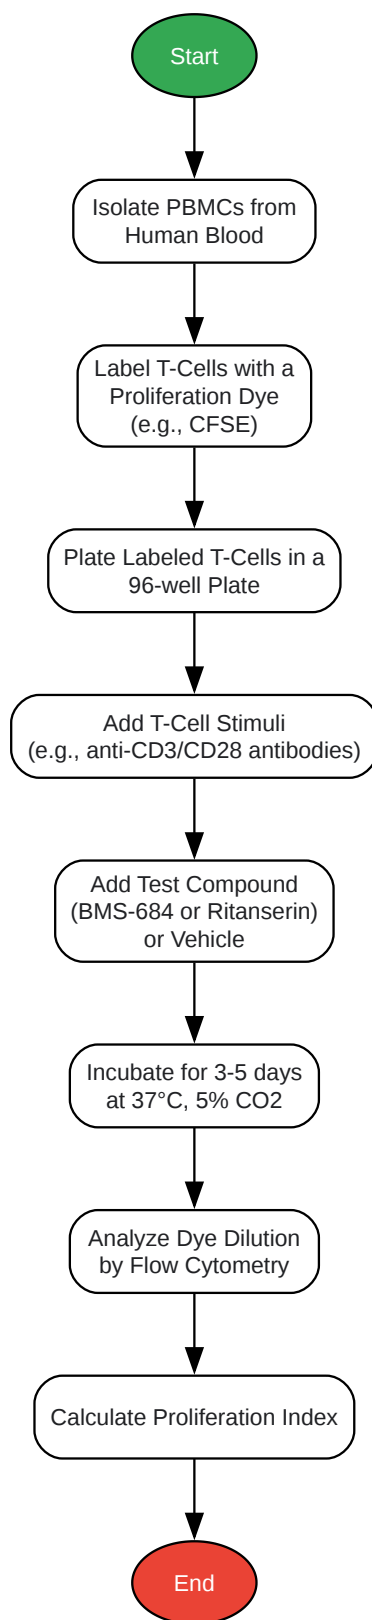 Start
Isolate PBMCs from
Human Blood
Label T-Cells with a
Proliferation Dye
(e.g., CFSE)
Plate Labeled T-Cells in a
96-well Plate
Add T-Cell Stimuli
(e.g., anti-CD3/CD28 antibodies)
Add Test Compound
(BMS-684 or Ritanserin)
or Vehicle
Incubate for 3-5 days
at 37°C, 5% CO2
Analyze Dye Dilution
by Flow Cytometry
Calculate Proliferation Index
End